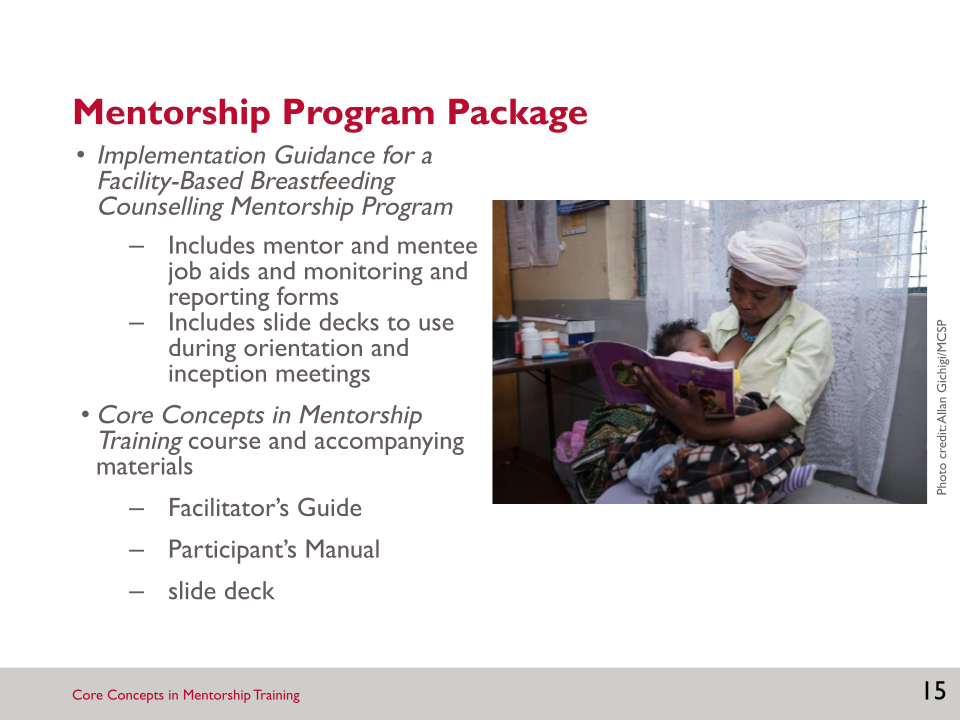 Mentorship Program Package
• Implementation Guidance for a
Facility-Based Breastfeeding
Counselling Mentorship Program
– Includes mentor and mentee
job aids and monitoring and
reporting forms
– Includes slide decks to use
during orientation and
inception meetings
• Core Concepts in Mentorship
Training course and accompanying
materials
– Facilitator’s Guide
– Participant’s Manual
– slide deck
Photo credit: Allan Gichigi/MCSP
Core Concepts in Mentorship Training
15